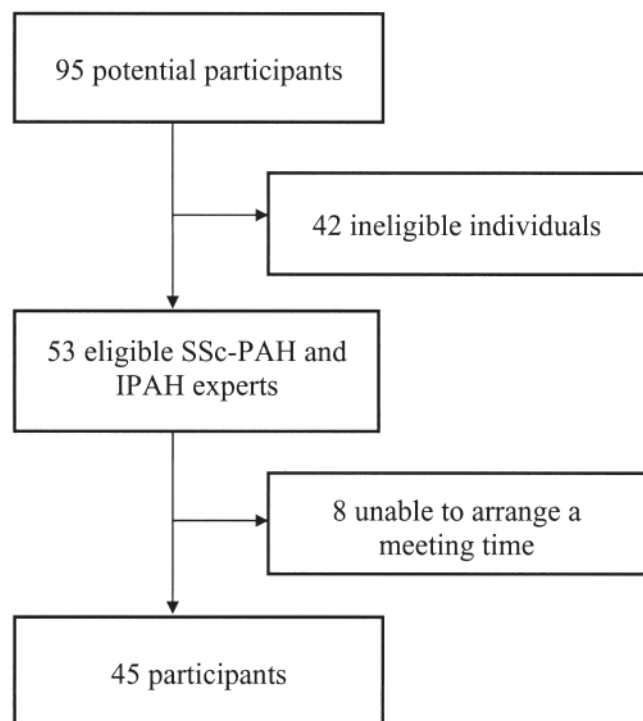 95 potential participants
42 ineligible individuals
53 eligible SSc-PAH and
IPAH experts
8 unable to arrange a
meeting time
45 participants